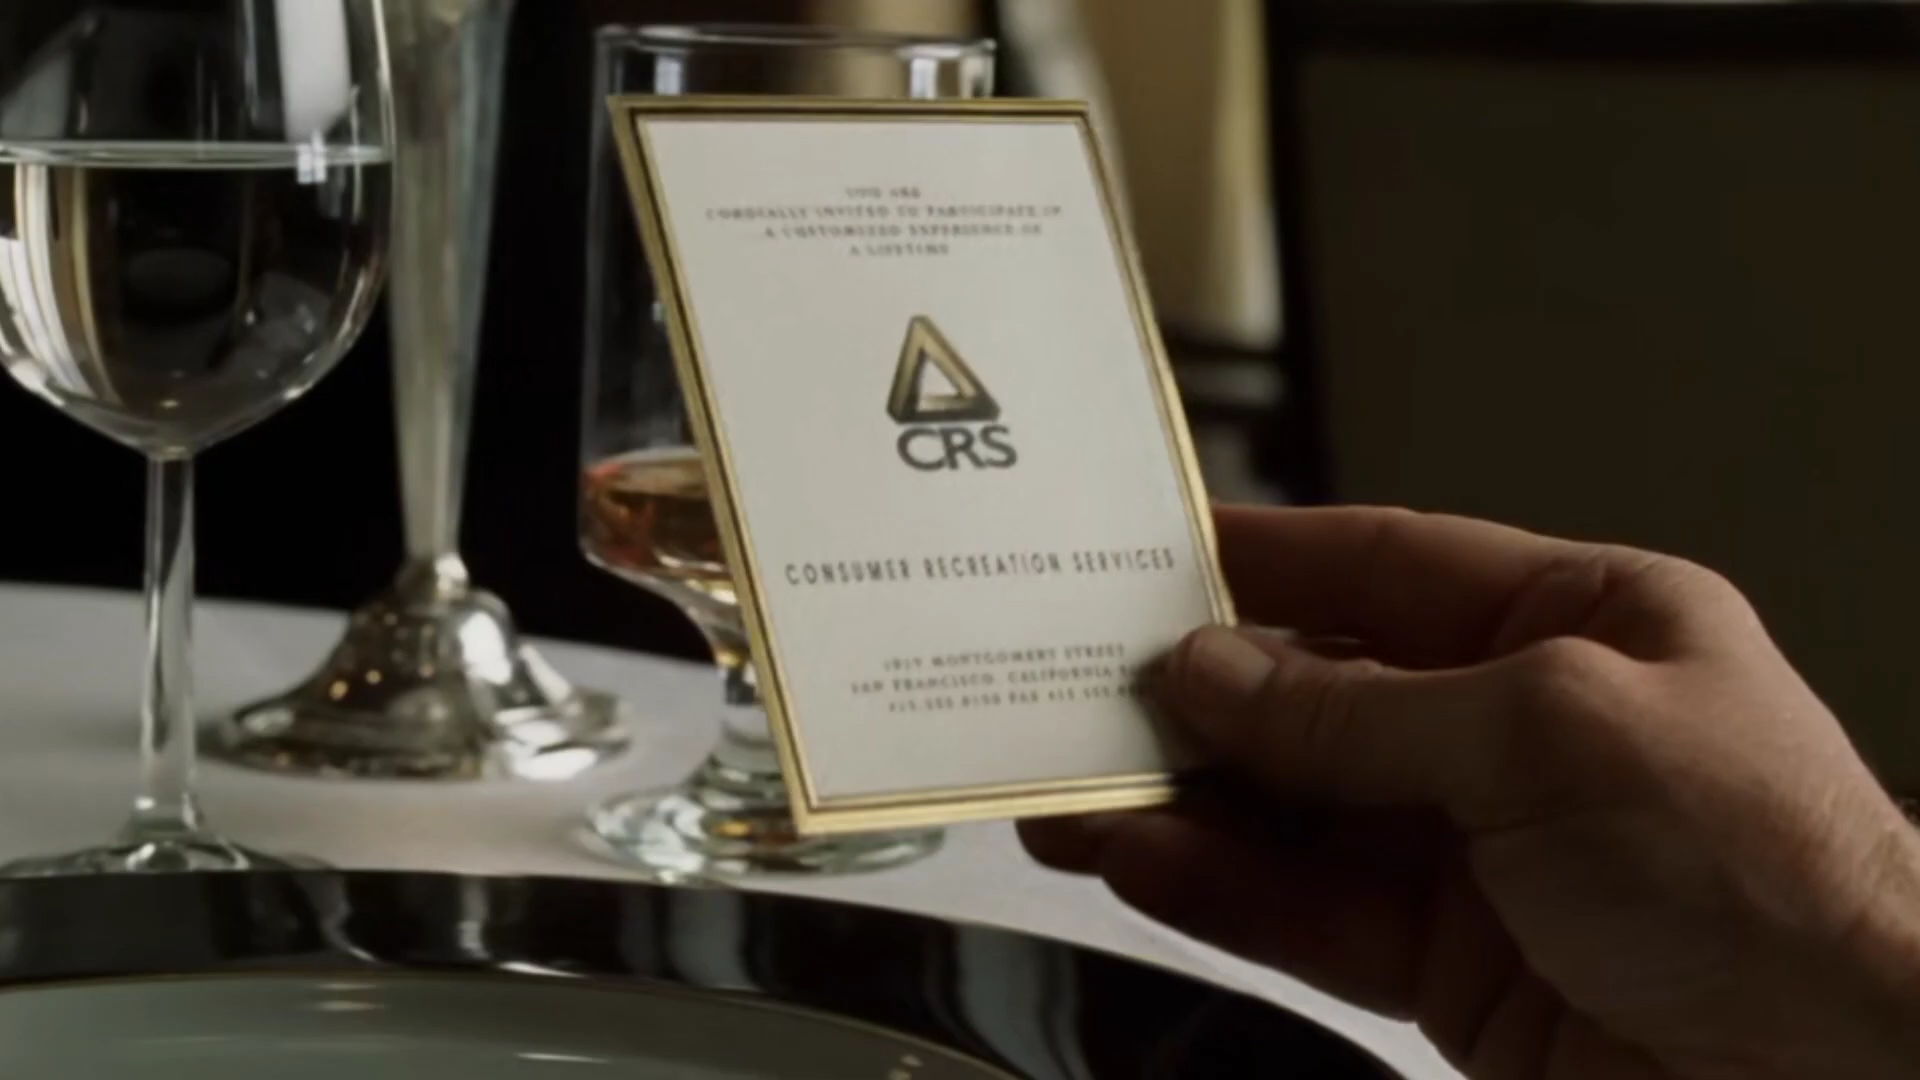 YOU ARE
CORDIALLY INVITED TO PARTICIPATE IN
A CUSTOMIZED EXPERIENCE OF
A LIFETIME
CRS
CONSUMER RECREATION SERVICES
MONTGOMERY STREET
SAN FRANCISCO, CALIFORNIA
FAX